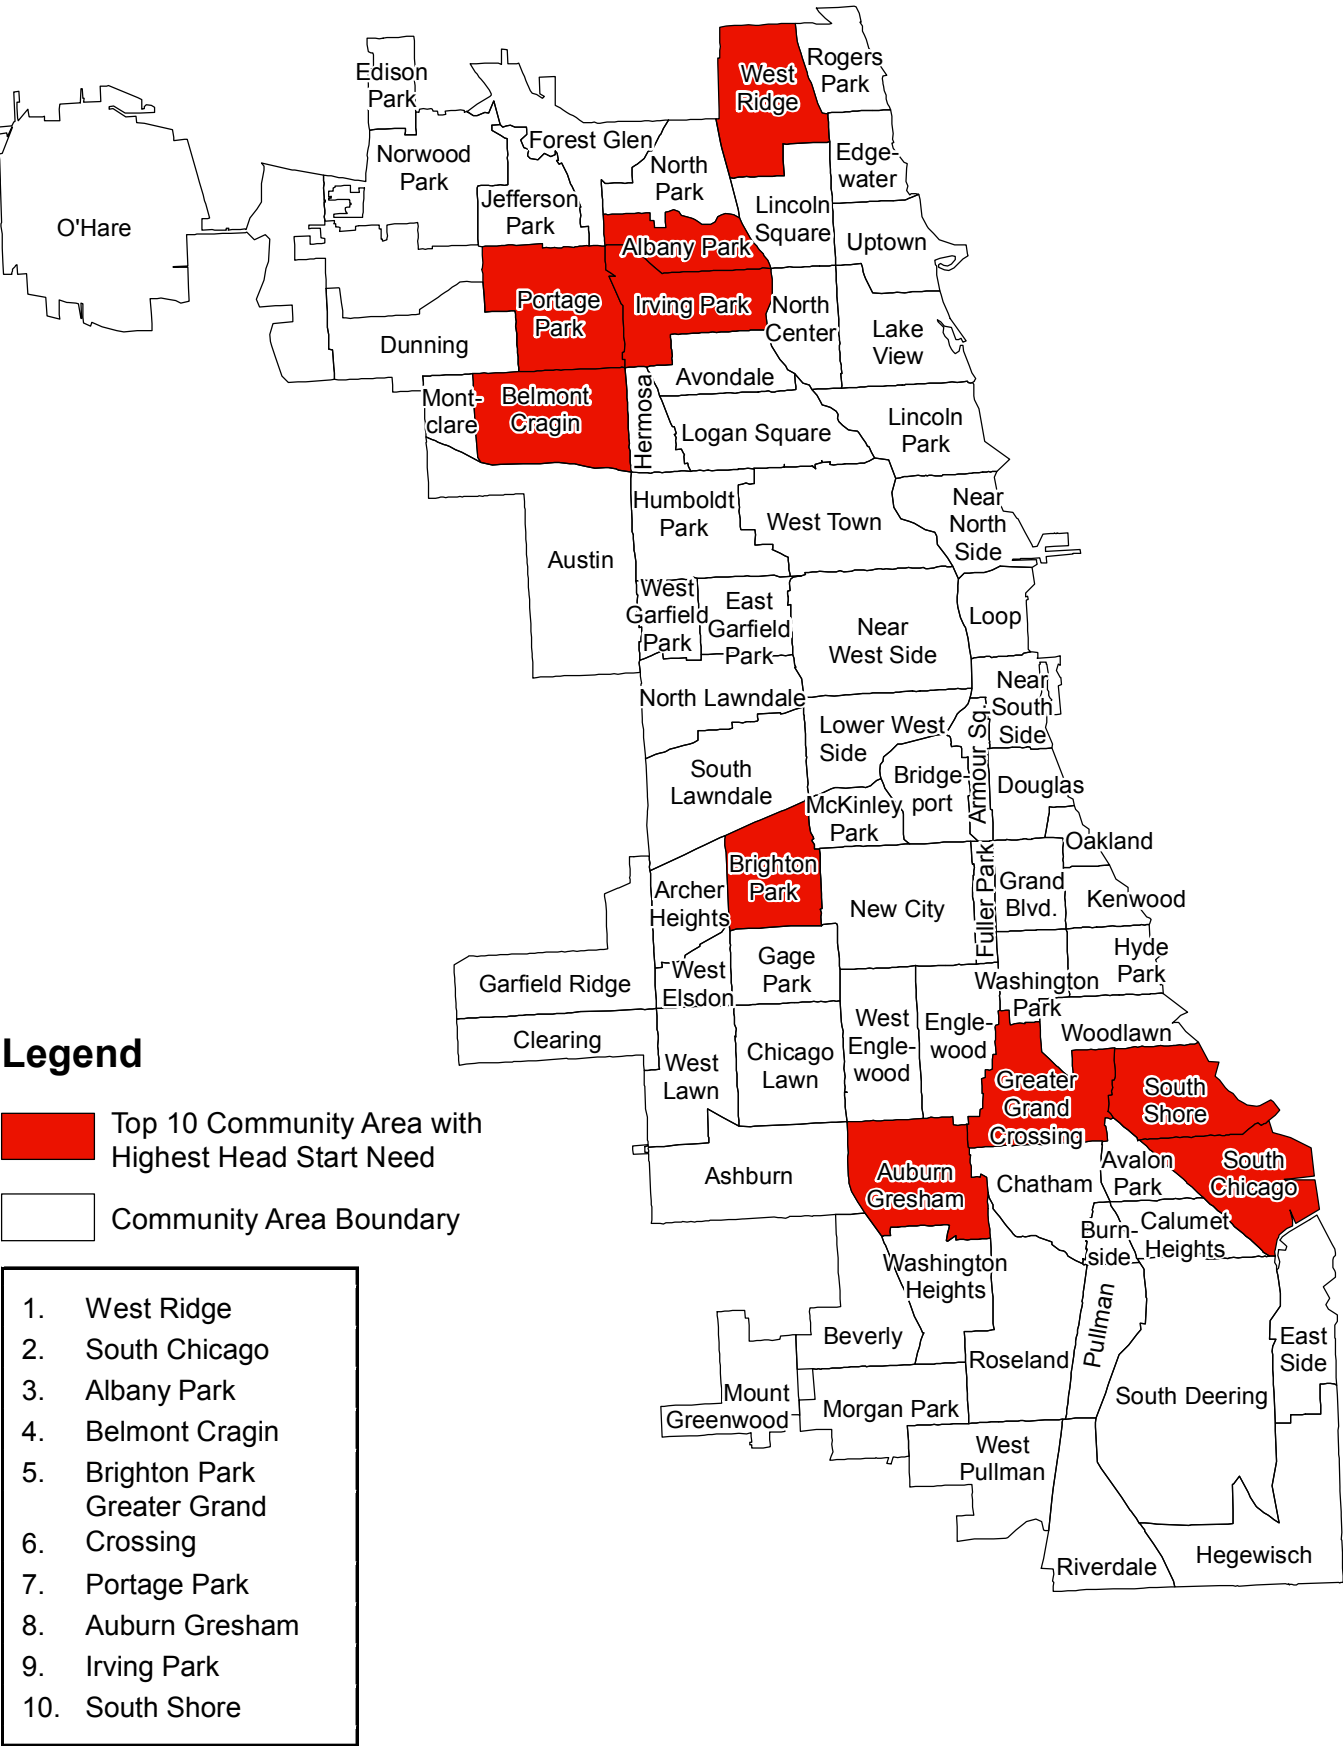 Edison
Park
Norwood
Park
Forest Glen
Jefferson
Park
North
Park
West
Ridge
Rogers
Park
Edge-
water
Lincoln
Square
Uptown
O'Hare
Albany Park
Portage
Park
Irving Park
North
Center
Lake
View
Dunning
Avondale
Mont-
clare
Belmont
Cragin
Hermosa
Logan Square
Lincoln
Park
Humboldt
Park
West Town
Near
North
Side
Austin
West
Garfield
Park
East
Garfield
Park
Near
West Side
Loop
North Lawndale
Near
South
Side
Lower West
Side
Armour Sq.
South
Lawndale
Bridge-
port
Douglas
McKinley
Park
Oakland
Brighton
Park
Archer
Heights
New City
Fuller Park
Grand
Blvd.
Kenwood
Hyde
Park
Garfield Ridge
West
Elsdon
Gage
Park
Washington
Park
Clearing
West
Lawn
Chicago
Lawn
West
Engle-
wood
Engle-
wood
Woodlawn
Greater
Grand
Crossing
South
Shore
Ashburn
Auburn
Gresham
Chatham
Avalon
Park
South
Chicago
Burn-
side
Calumet
Heights
Washington
Heights
Beverly
Roseland
Pullman
East
Side
South Deering
Mount
Greenwood
Morgan Park
West
Pullman
Riverdale
Hegewisch
Legend
Top 10 Community Area with
Highest Head Start Need
Community Area Boundary
1. West Ridge
2. South Chicago
3. Albany Park
4. Belmont Cragin
5. Brighton Park
Greater Grand
6. Crossing
7. Portage Park
8. Auburn Gresham
9. Irving Park
10. South Shore